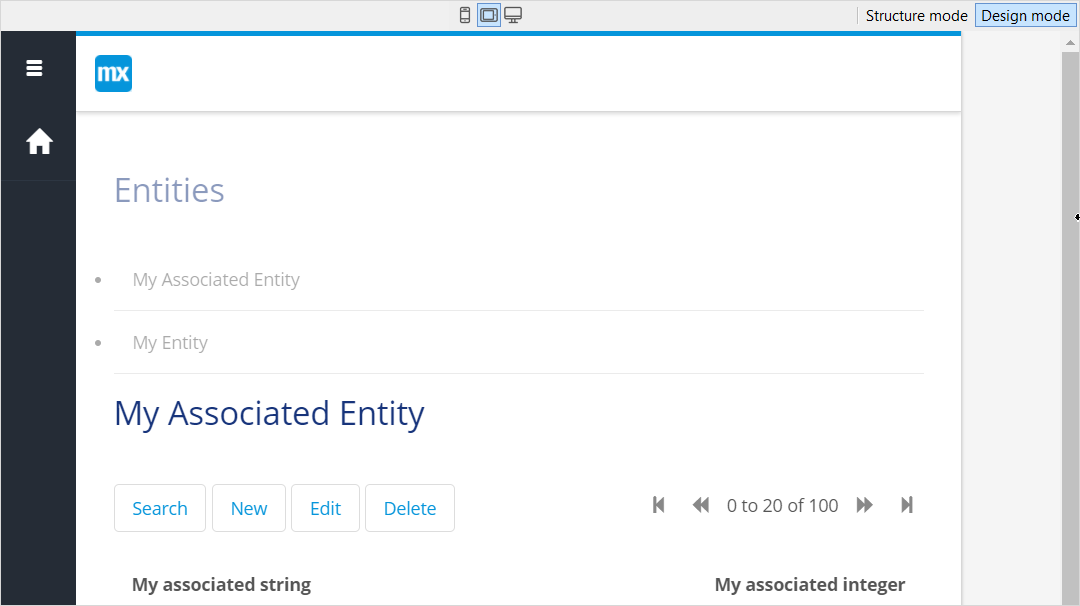 Structure mode Design mode
mx
Entities
My Associated Entity
My Entity
My Associated Entity
Search New Edit Delete 0 to 20 of 100
My associated string My associated integer